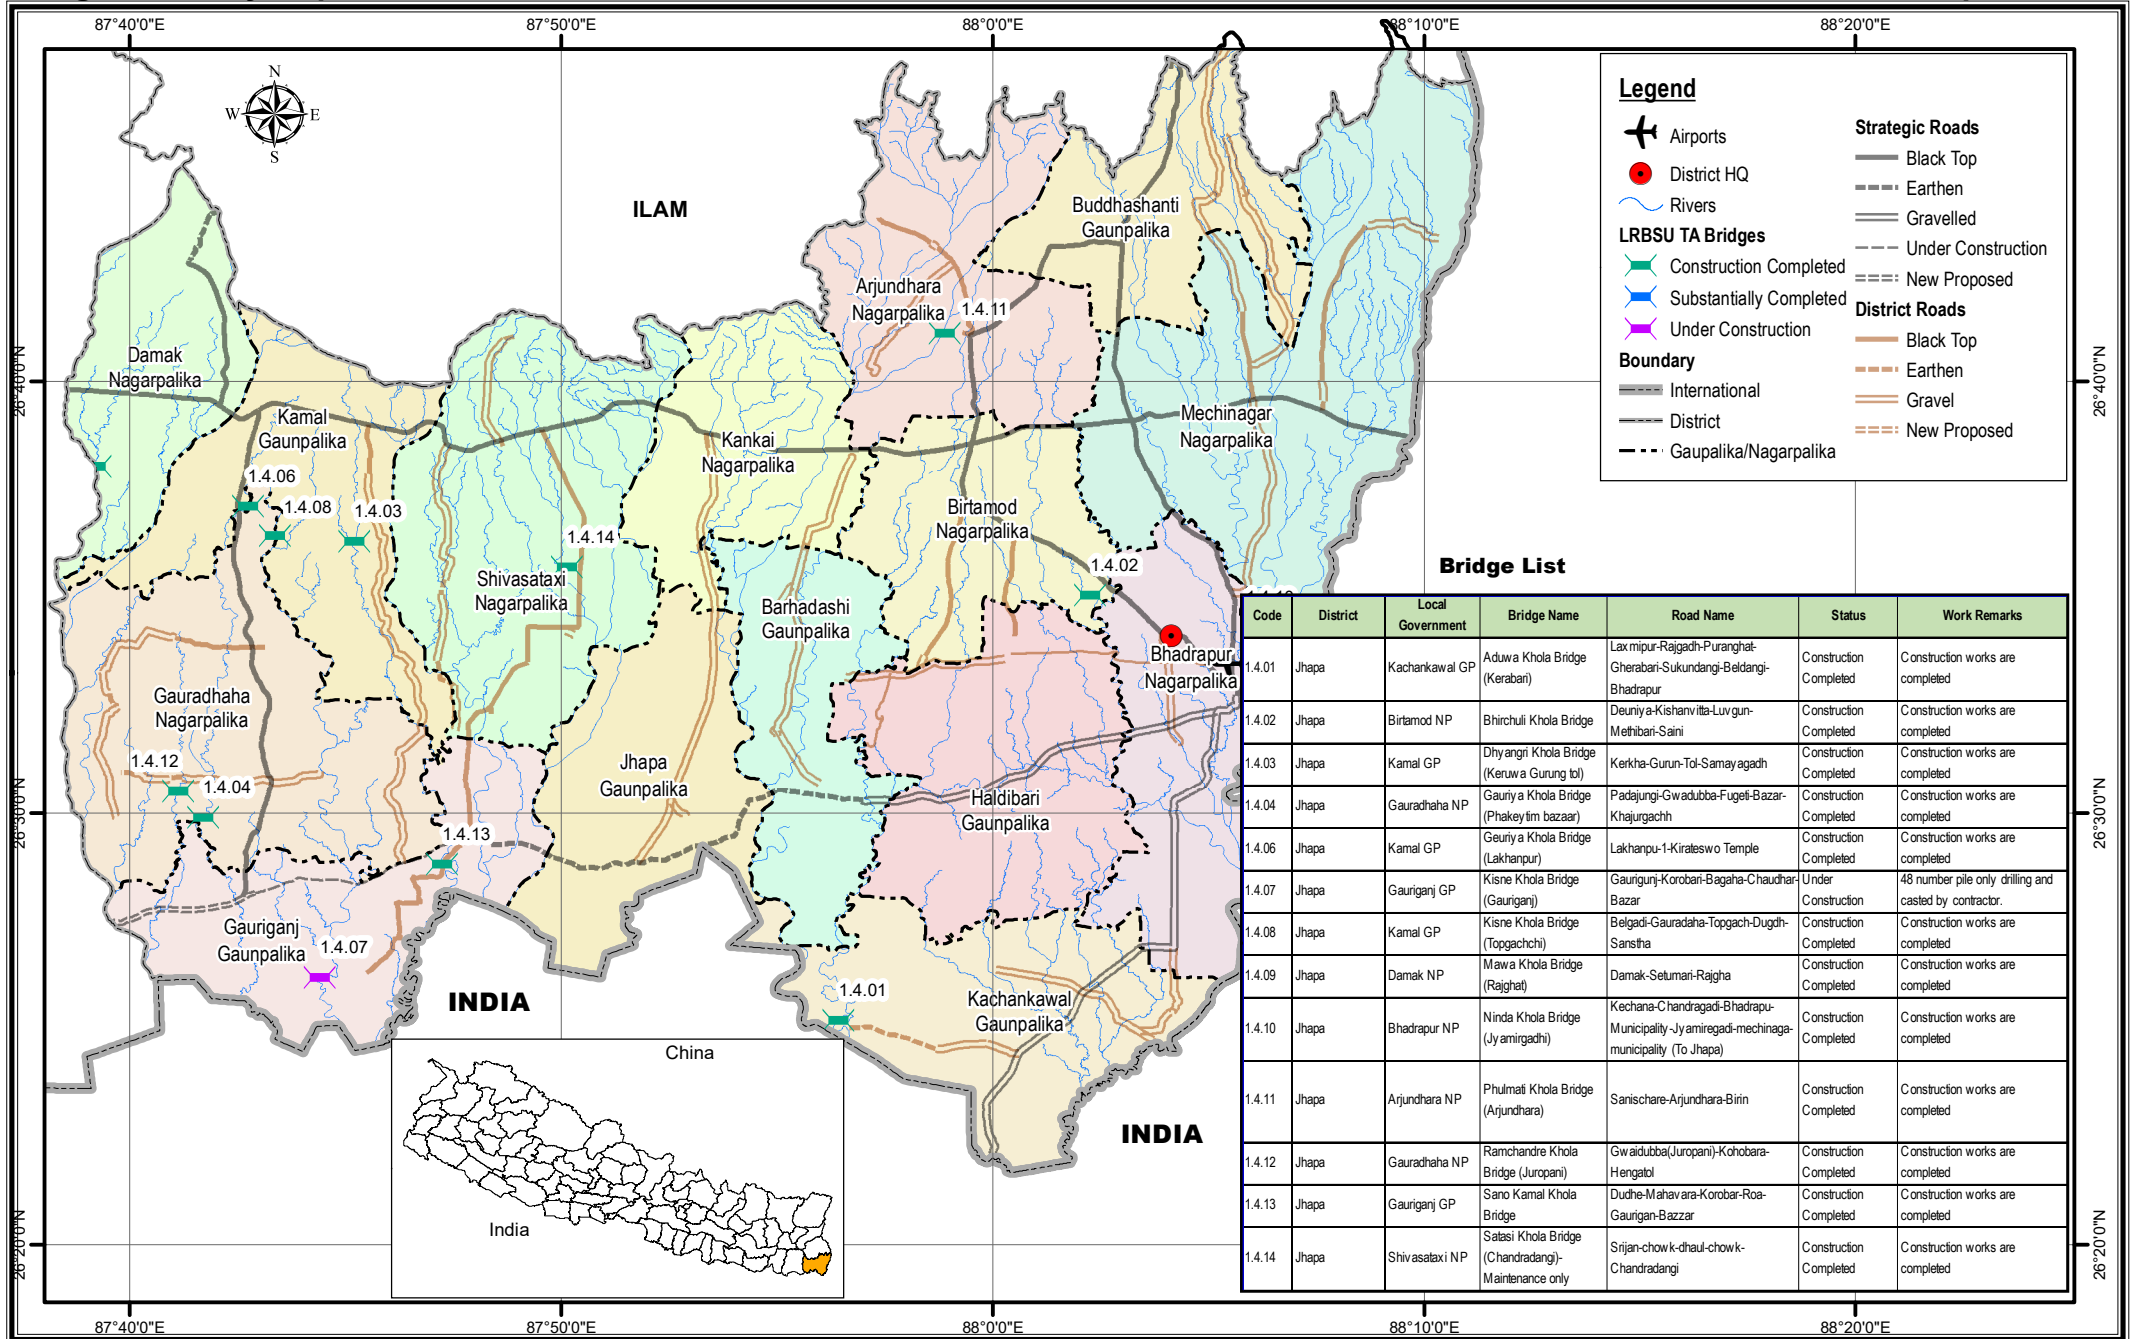 87°40'0"E
87°50'0"E
88°0'0"E
88°10'0"E
88°20'0"E
N
W
E
S
ILAM
Legend
Airports
District HQ
Rivers
LRBSU TA Bridges
Construction Completed
Substantially Completed
Under Construction
Boundary
International
District
Gaupalika/Nagarpalika
Strategic Roads
Black Top
Earthen
Gravelled
Under Construction
New Proposed
District Roads
Black Top
Earthen
Gravel
New Proposed
Buddhashanti
Gaunpalika
Arjundhara
Nagarpalika
1.4.11
Damak
Nagarpalika
26°40'0"N
26°40'0"N
Kamal
Gaunpalika
Kankai
Nagarpalika
Mechinagar
Nagarpalika
1.4.06
1.4.08
1.4.03
1.4.14
Birtamod
Nagarpalika
1.4.02
Shivasataxi
Nagarpalika
Barhadashi
Gaunpalika
Bhadrapur
Nagarpalika
Gauradhaha
Nagarpalika
1.4.12
1.4.04
Jhapa
Gaunpalika
Haldibari
Gaunpalika
26°30'0"N
26°30'0"N
1.4.13
Gauriganj
Gaunpalika
1.4.07
INDIA
1.4.01
Kachankawal
Gaunpalika
INDIA
China
India
26°20'0"N
26°20'0"N
Bridge List
Code District Local Government Bridge Name Road Name Status Work Remarks
1.4.01 Jhapa Kachankawal GP Aduwa Khola Bridge (Kerabari) Laxmipur-Rajgadh-Puranghat-Gherabari-Sukundangi-Beldangi-Bhadrapur Construction Completed Construction works are completed
1.4.02 Jhapa Birtamod NP Bhirchuli Khola Bridge Deuniya-Kishanvitta-Luvgun-Methibari-Saini Construction Completed Construction works are completed
1.4.03 Jhapa Kamal GP Dhyangri Khola Bridge (Keruwa Gurung tol) Kerkha-Gurun-Tol-Samayagadh Construction Completed Construction works are completed
1.4.04 Jhapa Gauradhaha NP Gauriya Khola Bridge (Phakeytim bazaar) Padajungi-Gwadubba-Fugeti-Bazar-Khajurgachh Construction Completed Construction works are completed
1.4.06 Jhapa Kamal GP Geuriya Khola Bridge (Lakhanpur) Lakhanpu-1-Kirateswo Temple Construction Completed Construction works are completed
1.4.07 Jhapa Gauriganj GP Kisne Khola Bridge (Gauriganj) Gaurigunj-Korobari-Bagaha-Chaudhar-Bazar Under Construction 48 number pile only drilling and casted by contractor.
1.4.08 Jhapa Kamal GP Kisne Khola Bridge (Topgachchi) Belgadi-Gauradaha-Topgach-Dugdh-Sanstha Construction Completed Construction works are completed
1.4.09 Jhapa Damak NP Mawa Khola Bridge (Rajghat) Damak-Setumari-Rajgha Construction Completed Construction works are completed
1.4.10 Jhapa Bhadrapur NP Ninda Khola Bridge (Jyamirgadhi) Kechana-Chandragadi-Bhadrapu-Municipality-Jyamiregadi-mechinaga-municipality (To Jhapa) Construction Completed Construction works are completed
1.4.11 Jhapa Arjundhara NP Phulmati Khola Bridge (Arjundhara) Sanischare-Arjundhara-Birin Construction Completed Construction works are completed
1.4.12 Jhapa Gauradhaha NP Ramchandre Khola Bridge (Juropani) Gwaidubba(Juropani)-Kohobara-Hengatol Construction Completed Construction works are completed
1.4.13 Jhapa Gauriganj GP Sano Kamal Khola Bridge Dudhe-Mahavara-Korobar-Roa-Gaurigan-Bazzar Construction Completed Construction works are completed
1.4.14 Jhapa Shivasataxi NP Satasi Khola Bridge (Chandradangi)-Maintenance only Srijan-chowk-dhaul-chowk-Chandradangi Construction Completed Construction works are completed
87°40'0"E
87°50'0"E
88°0'0"E
88°10'0"E
88°20'0"E